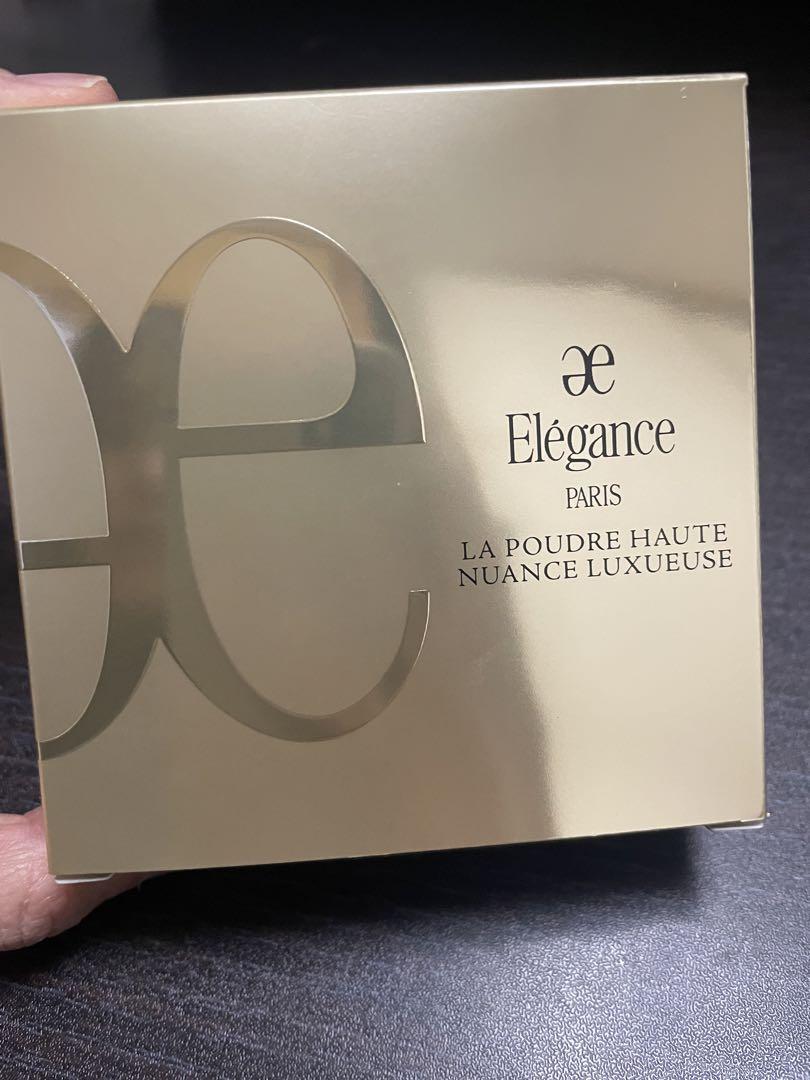 æ
Elégance
PARIS
LA POUDRE HAUTE
NUANCE LUXUEUSE